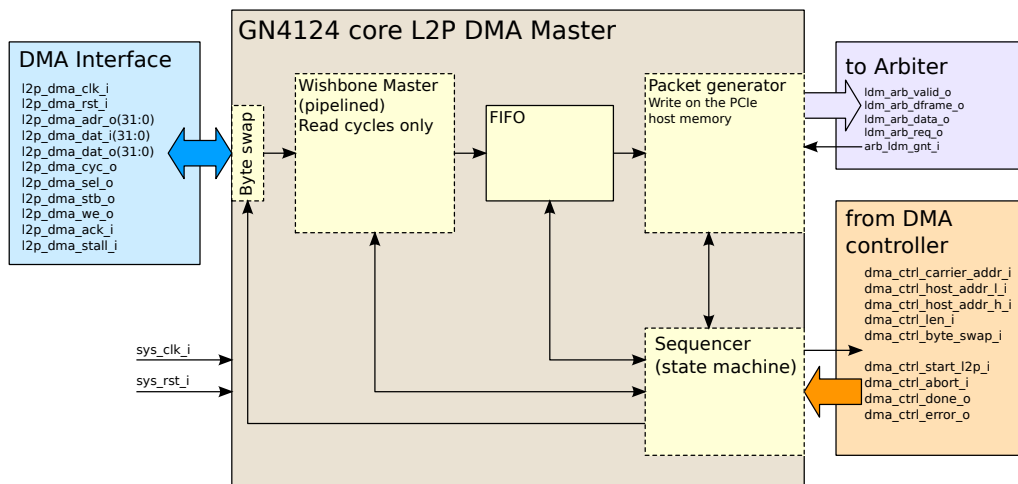 GN4124 core L2P DMA Master
DMA Interface
l2p_dma_clk_i
l2p_dma_rst_i
l2p_dma_adr_o(31:0)
l2p_dma_dat_i(31:0)
l2p_dma_dat_o(31:0)
l2p_dma_cyc_o
l2p_dma_sel_o
l2p_dma_stb_o
l2p_dma_we_o
l2p_dma_ack_i
l2p_dma_stall_i
Byte swap
Wishbone Master
(pipelined)
Read cycles only
FIFO
Packet generator
Write on the PCIe
host memory
to Arbiter
ldm_arb_valid_o
ldm_arb_dframe_o
ldm_arb_data_o
ldm_arb_req_o
arb_ldm_gnt_i
from DMA
controller
dma_ctrl_carrier_addr_i
dma_ctrl_host_addr_l_i
dma_ctrl_host_addr_h_i
dma_ctrl_len_i
dma_ctrl_byte_swap_i
dma_ctrl_start_l2p_i
dma_ctrl_abort_i
dma_ctrl_done_o
dma_ctrl_error_o
Sequencer
(state machine)
sys_clk_i
sys_rst_i